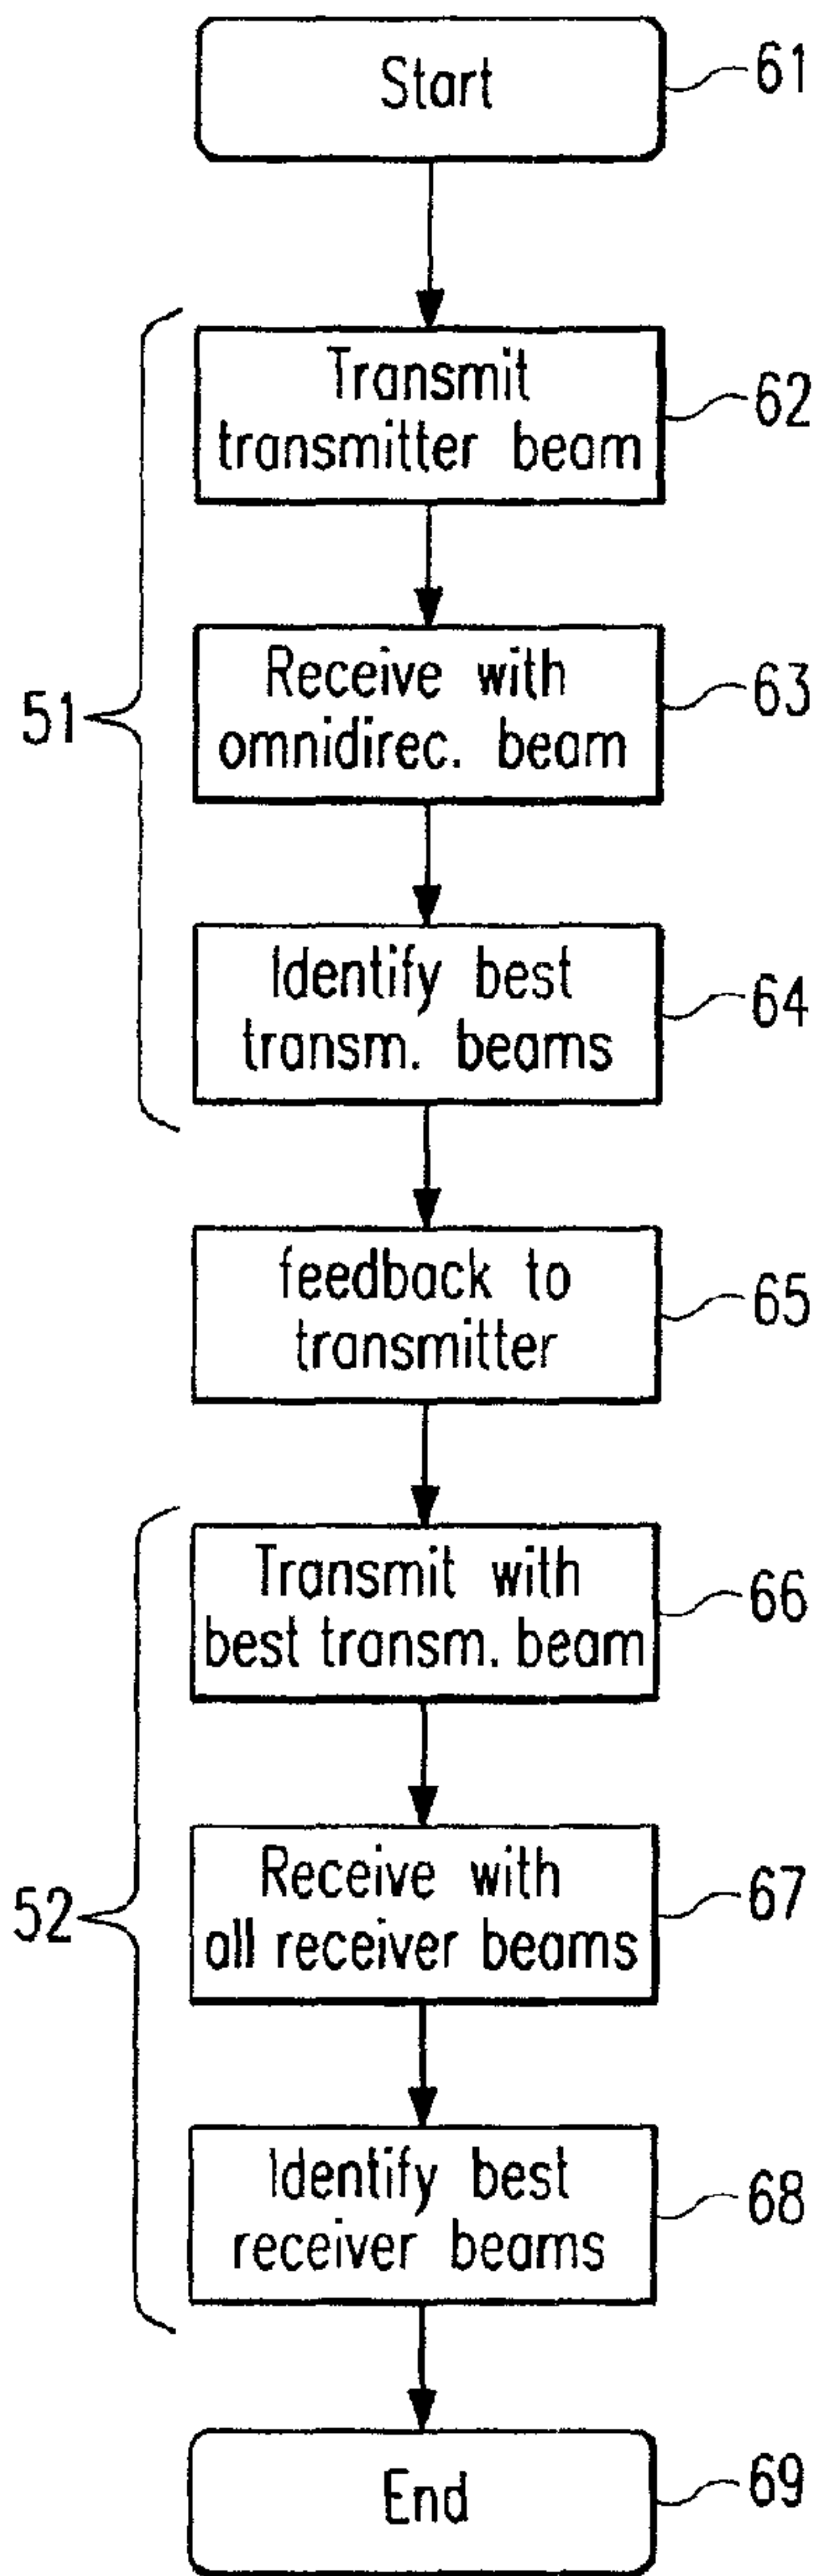 Start
61
Transmit
transmitter beam
62
51
Receive with
omnidirec. beam
63
Identify best
transm. beams
64
feedback to
transmitter
65
Transmit with
best transm. beam
66
52
Receive with
all receiver beams
67
Identify best
receiver beams
68
End
69